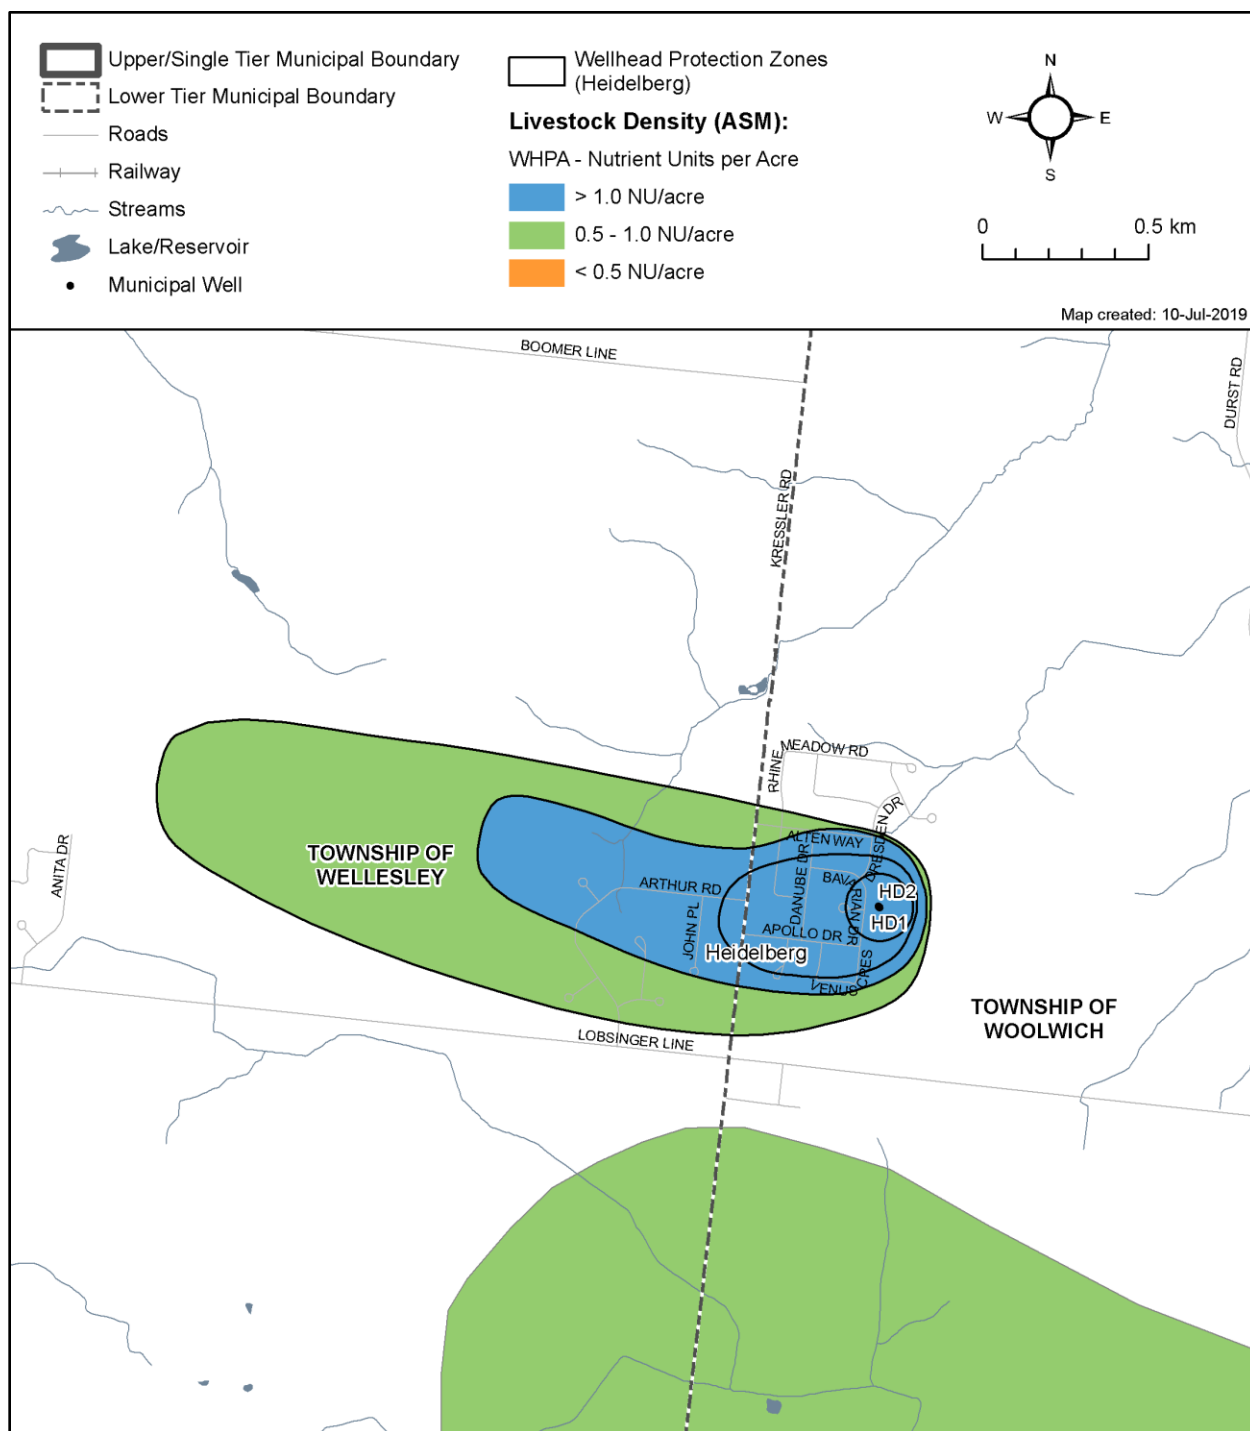 Upper/Single Tier Municipal Boundary
Lower Tier Municipal Boundary
Roads
Railway
Streams
Lake/Reservoir
Municipal Well
Wellhead Protection Zones
(Heidelberg)
Livestock Density (ASM):
WHPA - Nutrient Units per Acre
> 1.0 NU/acre
0.5 - 1.0 NU/acre
< 0.5 NU/acre
N
W
E
S
0
0.5 km
Map created: 10-Jul-2019
BOOMER LINE
DURST RD
KRESSLER RD
MEADOW RD
RHINE
DRESDEN DR
ALTEN WAY
ANITA DR
TOWNSHIP OF
WELLESLEY
ARTHUR RD
DANUBE DR
BAVARIAN DR
HD2
HD1
JOHN PL
APOLLO DR
Heidelberg
VENUS CRES
TOWNSHIP OF
WOOLWICH
LOBSINGER LINE